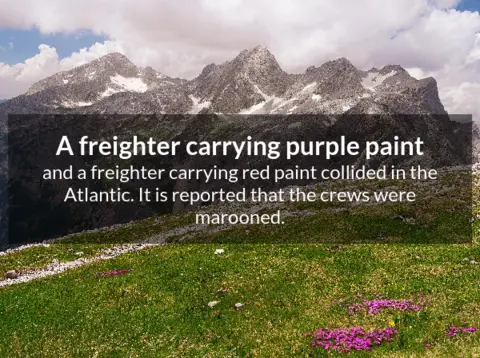 A freighter carrying purple paint
and a freighter carrying red paint collided in the
Atlantic. It is reported that the crews were
marooned.